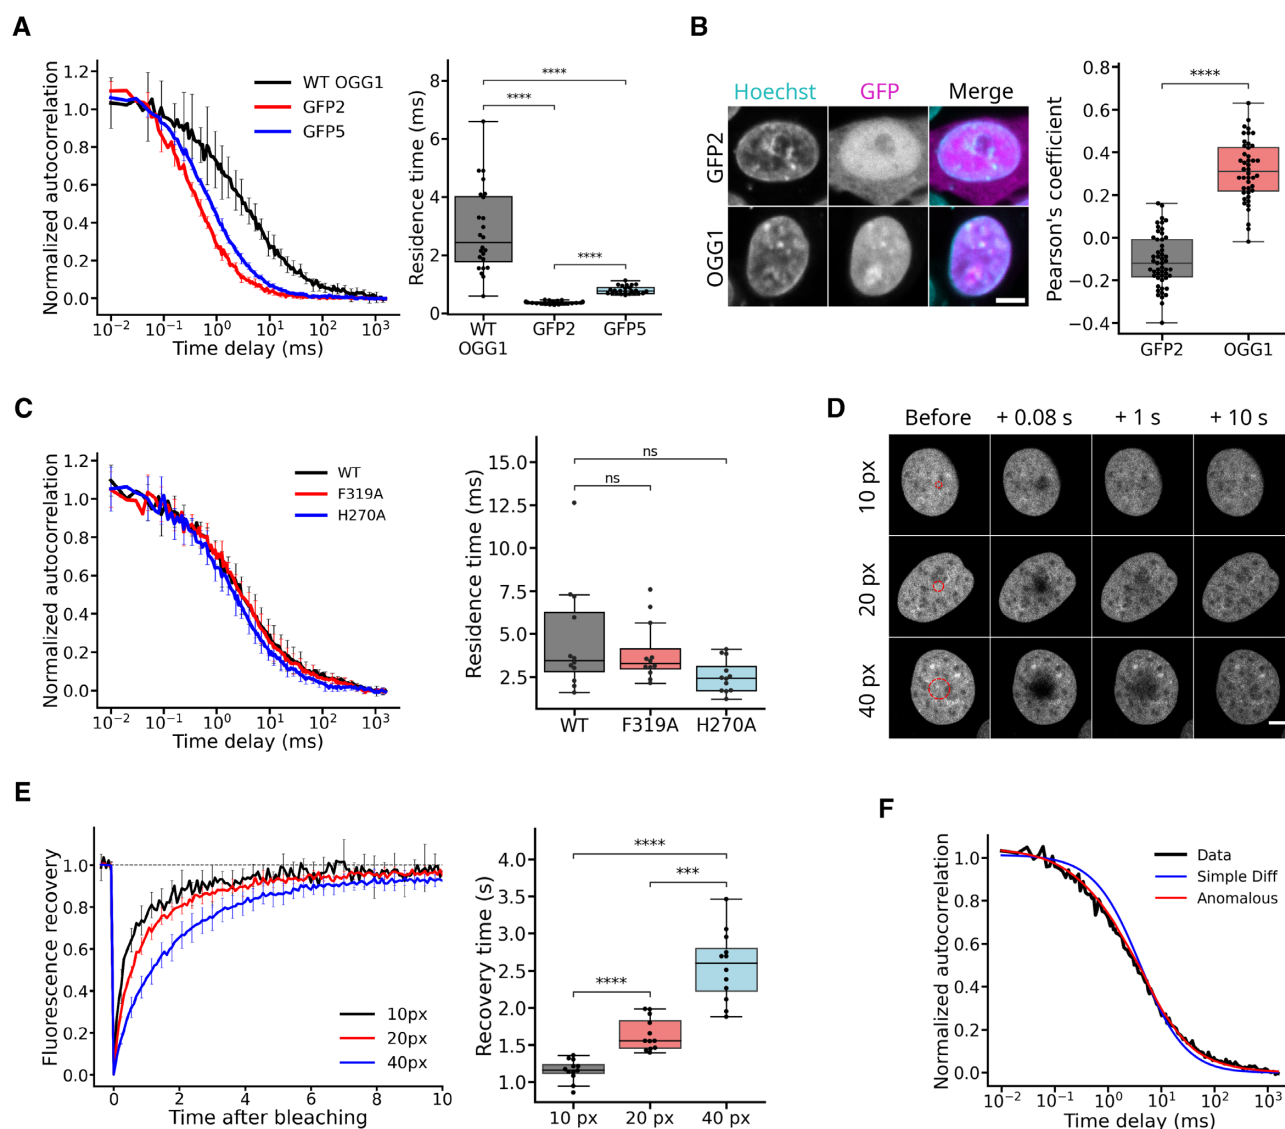 A
Normalized autocorrelation
1.2
1.0
0.8
0.6
0.4
0.2
0.0
WT OGG1
GFP2
GFP5
10⁻² 10⁻¹ 10⁰ 10¹ 10² 10³
Time delay (ms)
Residence time (ms)
8
6
4
2
0
****
****
****
WT OGG1
GFP2
GFP5
B
Hoechst GFP Merge
GFP2
OGG1
Pearson's coefficient
0.8
0.6
0.4
0.2
0.0
−0.2
−0.4
****
GFP2 OGG1
C
Normalized autocorrelation
1.2
1.0
0.8
0.6
0.4
0.2
0.0
WT
F319A
H270A
10⁻² 10⁻¹ 10⁰ 10¹ 10² 10³
Time delay (ms)
Residence time (ms)
15.0
12.5
10.0
7.5
5.0
2.5
ns
ns
WT F319A H270A
D
Before + 0.08 s + 1 s + 10 s
10 px
20 px
40 px
E
Fluorescence recovery
1.0
0.8
0.6
0.4
0.2
0.0
10px
20px
40px
0 2 4 6 8 10
Time after bleaching
Recovery time (s)
4.0
3.5
3.0
2.5
2.0
1.5
1.0
****
***
****
10 px 20 px 40 px
F
Normalized autocorrelation
1.0
0.8
0.6
0.4
0.2
0.0
Data
Simple Diff
Anomalous
10⁻² 10⁻¹ 10⁰ 10¹ 10² 10³
Time delay (ms)